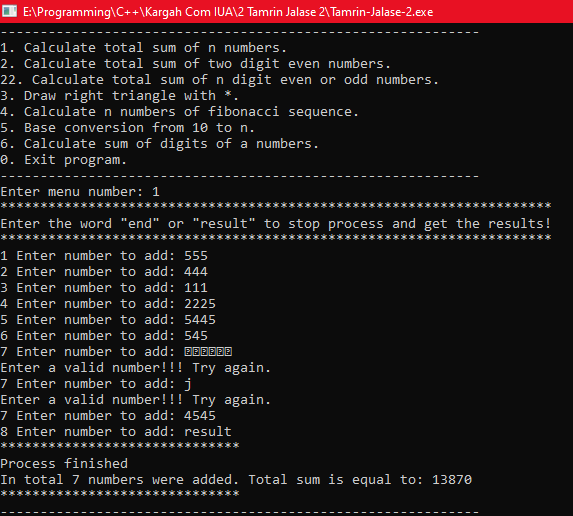 E:\Programming\C++\Kargah Com IUA\2 Tamrin Jalase 2\Tamrin-Jalase-2.exe
------------------------------------------------------------
1. Calculate total sum of n numbers.
2. Calculate total sum of two digit even numbers.
22. Calculate total sum of n digit even or odd numbers.
3. Draw right triangle with *.
4. Calculate n numbers of fibonacci sequence.
5. Base conversion from 10 to n.
6. Calculate sum of digits of a numbers.
0. Exit program.
------------------------------------------------------------
Enter menu number: 1
*********************************************************************
Enter the word "end" or "result" to stop process and get the results!
*********************************************************************
1 Enter number to add: 555
2 Enter number to add: 444
3 Enter number to add: 111
4 Enter number to add: 2225
5 Enter number to add: 5445
6 Enter number to add: 545
7 Enter number to add:
Enter a valid number!!! Try again.
7 Enter number to add: j
Enter a valid number!!! Try again.
7 Enter number to add: 4545
8 Enter number to add: result
******************************
Process finished
In total 7 numbers were added. Total sum is equal to: 13870
******************************
------------------------------------------------------------